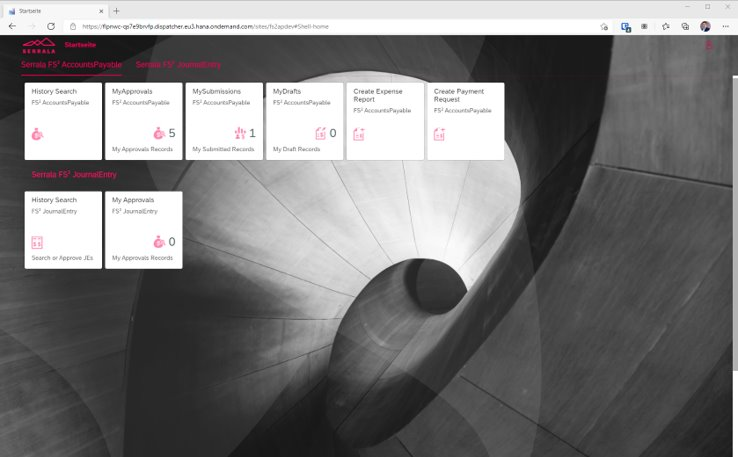 Startseite
https://flpnwc-qp7e9brvfp.dispatcher.eu3.hana.ondemand.com/sites/fs2apdev#Shell-home
SERRALA Startseite
Serrala FS² AccountsPayable Serrala FS² JournalEntry
History Search
FS² AccountsPayable
MyApprovals
FS² AccountsPayable
5
My Approvals Records
MySubmissions
FS² AccountsPayable
1
My Submitted Records
MyDrafts
FS² AccountsPayable
0
My Draft Records
Create Expense
Report
FS² AccountsPayable
Create Payment
Request
FS² AccountsPayable
Serrala FS² JournalEntry
History Search
FS² JournalEntry
Search or Approve JEs
My Approvals
FS² JournalEntry
0
My Approvals Records